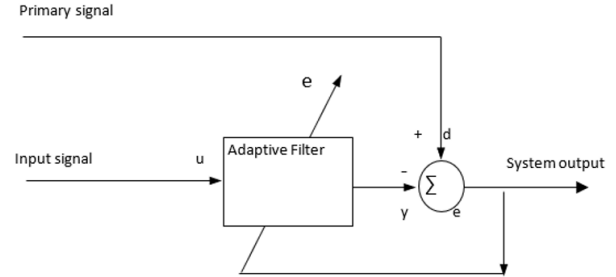 Primary signal
e
+ d
Input signal
u
Adaptive Filter
-
∑
System output
y
e